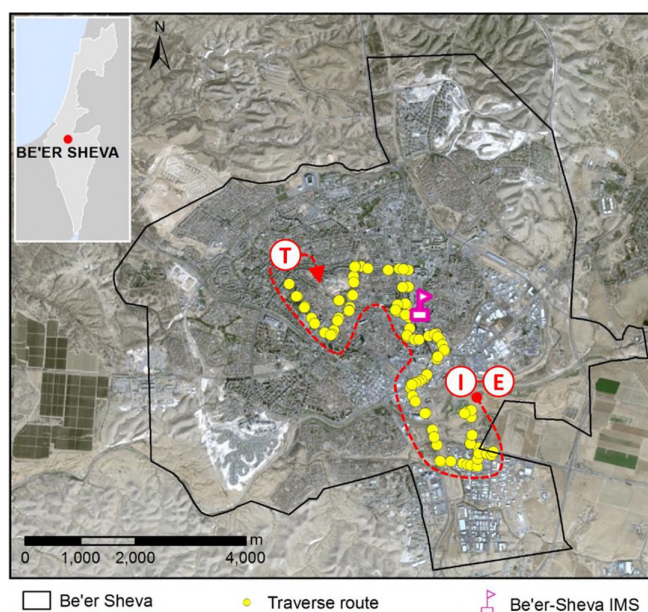 N
BE'ER SHEVA
T
I
E
m
0
1,000
2,000
4,000
Be'er Sheva
Traverse route
Be'er-Sheva IMS